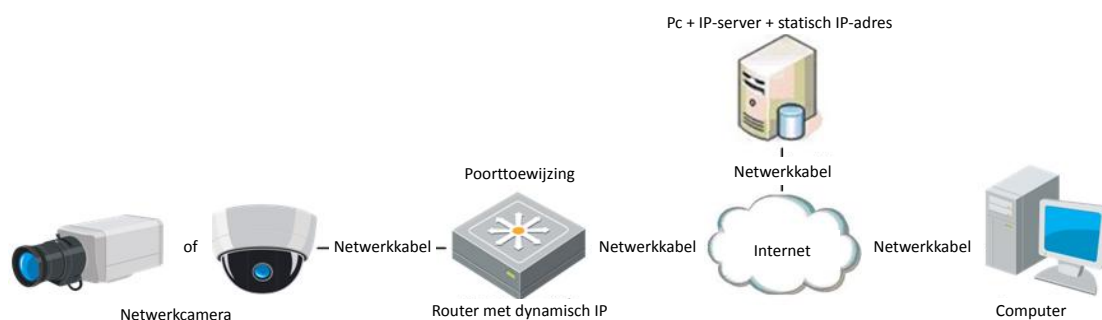 Pc + IP-server + statisch IP-adres
Netwerkkabel
Poorttoewijzing
of
Netwerkkabel
Netwerkkabel
Internet
Netwerkkabel
Netwerkcamera
Router met dynamisch IP
Computer